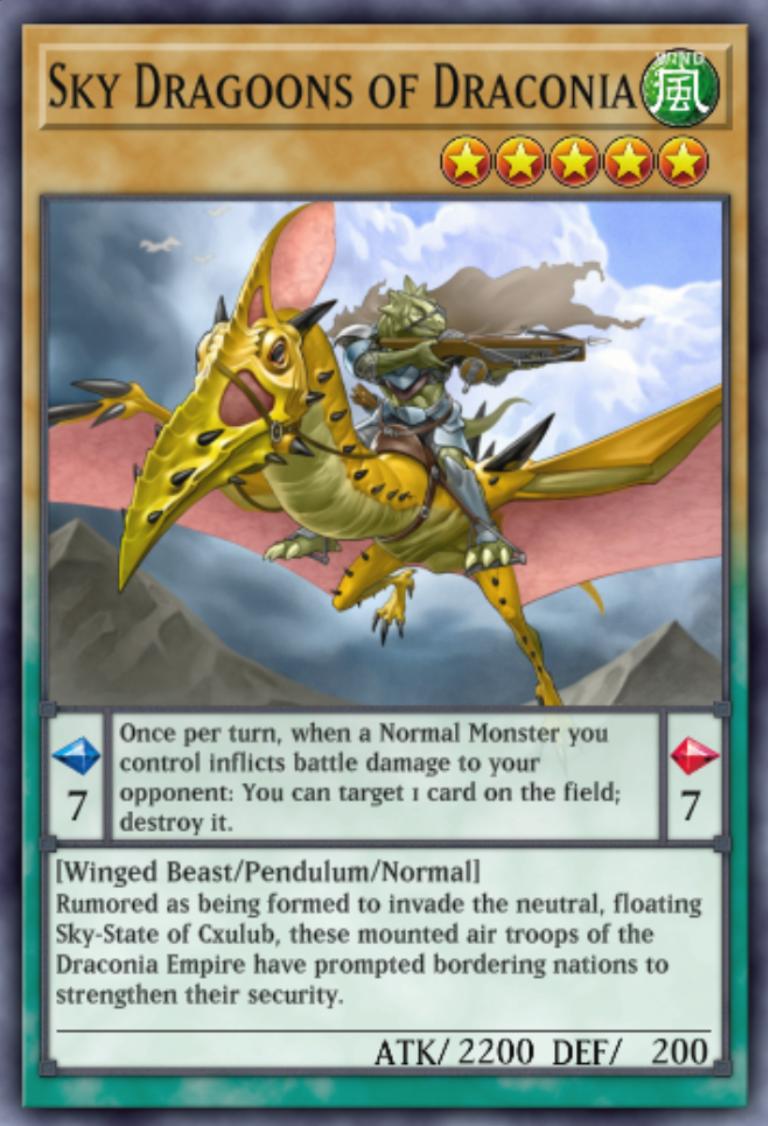 Sky Dragoons of Draconia
WIND
風
Once per turn, when a Normal Monster you
control inflicts battle damage to your
opponent: You can target 1 card on the field;
destroy it.
7
7
[Winged Beast/Pendulum/Normal]
Rumored as being formed to invade the neutral, floating
Sky-State of Cxulub, these mounted air troops of the
Draconia Empire have prompted bordering nations to
strengthen their security.
ATK/ 2200 DEF/ 200